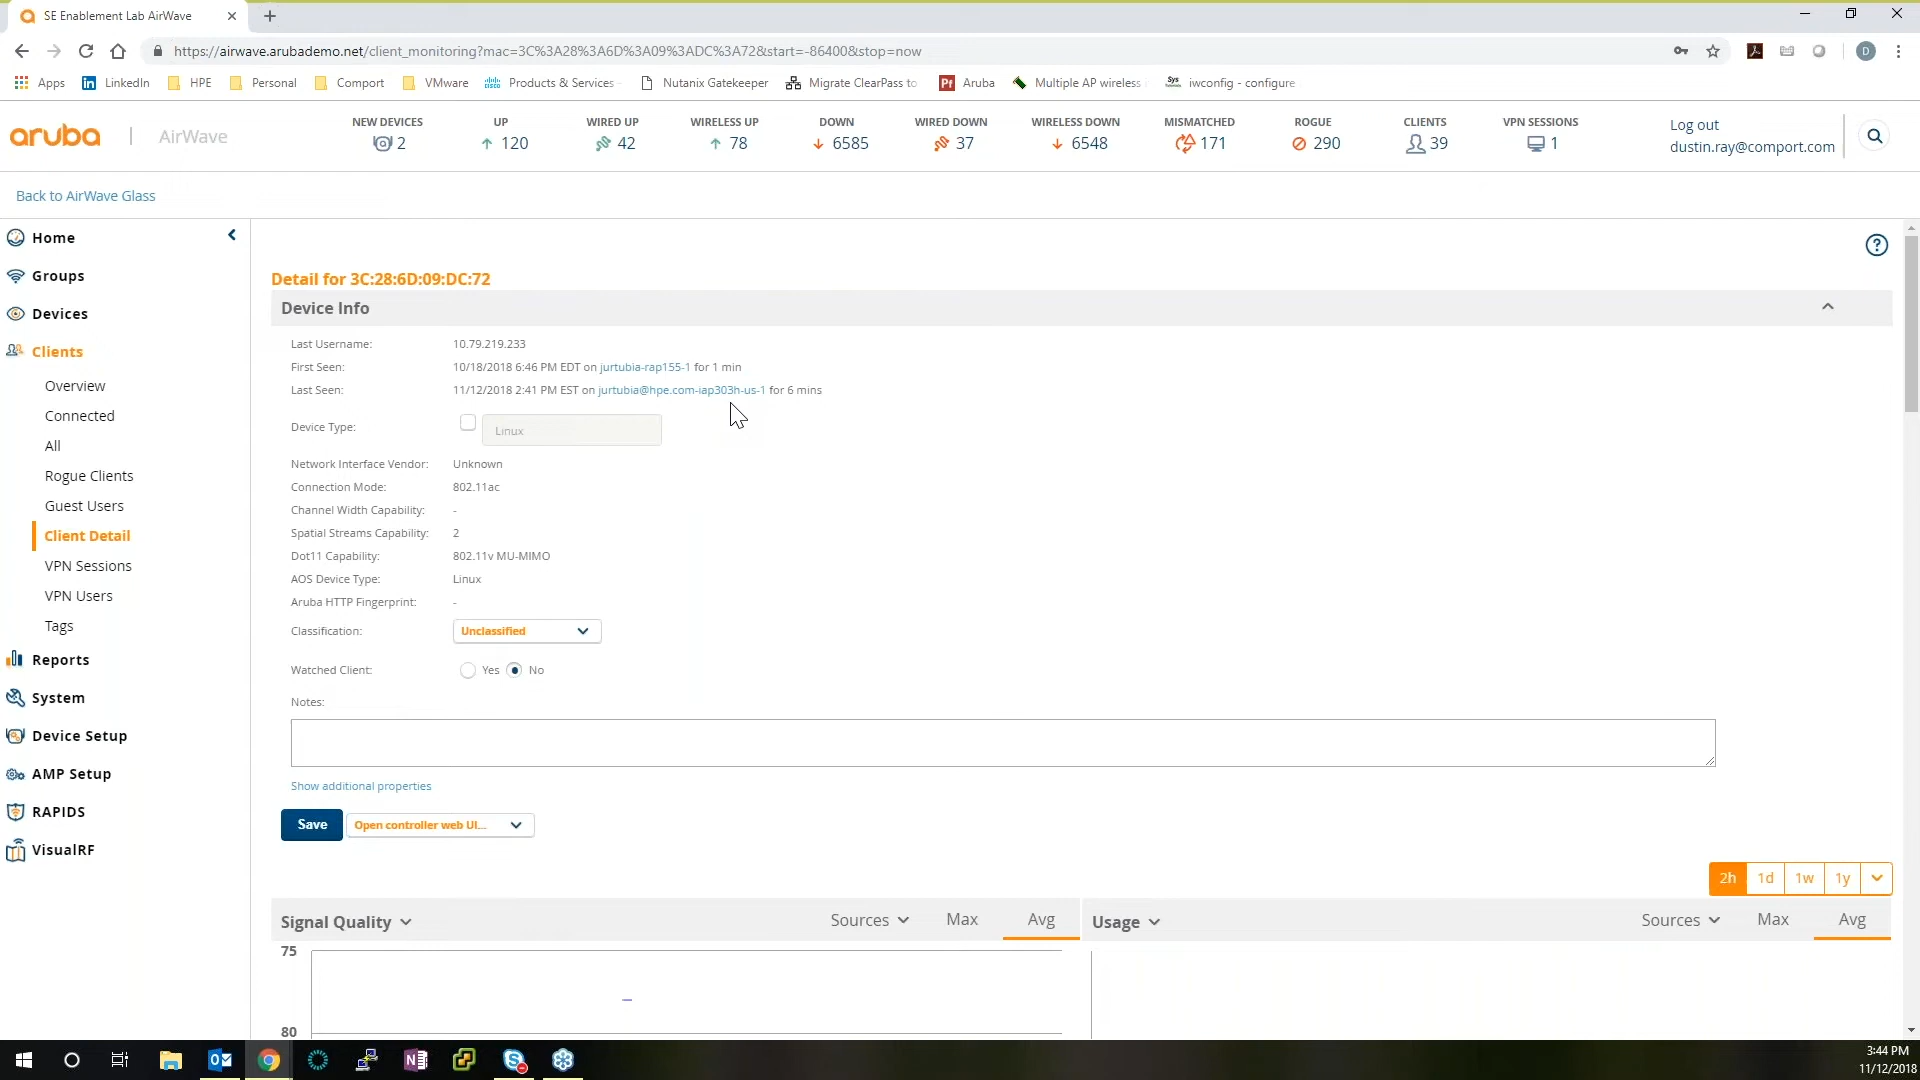 SE Enablement Lab AirWave
https://airwave.arubademo.net/client_monitoring?mac=3C%3A28%3A6D%3A09%3ADC%3A72&start=-86400&stop=now
D
Apps LinkedIn HPE Personal Comport VMware Products & Services Nutanix Gatekeeper Migrate ClearPass to Aruba Multiple AP wireless iwconfig - configure
aruba | AirWave
NEW DEVICES UP WIRED UP WIRELESS UP DOWN WIRED DOWN WIRELESS DOWN MISMATCHED ROGUE CLIENTS VPN SESSIONS
2 120 42 78 6585 37 6548 171 290 39 1
Log out
dustin.ray@comport.com
Back to AirWave Glass
Home
Groups
Devices
Clients
Overview
Connected
All
Rogue Clients
Guest Users
Client Detail
VPN Sessions
VPN Users
Tags
Reports
System
Device Setup
AMP Setup
RAPIDS
VisualRF
Detail for 3C:28:6D:09:DC:72
Device Info
Last Username: 10.79.219.233
First Seen: 10/18/2018 6:46 PM EDT on jurtubia-rap155-1 for 1 min
Last Seen: 11/12/2018 2:41 PM EST on jurtubia@hpe.com-iap303h-us-1 for 6 mins
Device Type: Linux
Network Interface Vendor: Unknown
Connection Mode: 802.11ac
Channel Width Capability: -
Spatial Streams Capability: 2
Dot11 Capability: 802.11v MU-MIMO
AOS Device Type: Linux
Aruba HTTP Fingerprint: -
Classification: Unclassified
Watched Client: Yes No
Notes:
Show additional properties
Save Open controller web UI...
2h 1d 1w 1y
Signal Quality Sources Max Avg
75
80
Usage Sources Max Avg
3:44 PM
11/12/2018